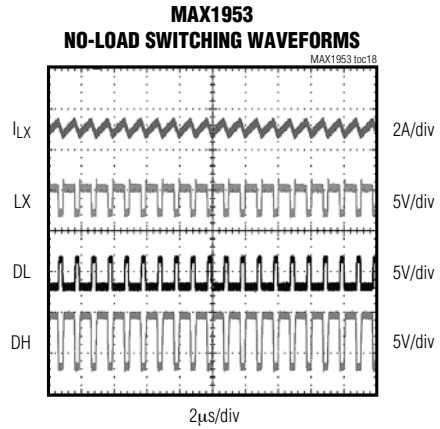 MAX1953
NO-LOAD SWITCHING WAVEFORMS
MAX1953 toc18
ILX
2A/div
LX
5V/div
DL
5V/div
DH
5V/div
2μs/div